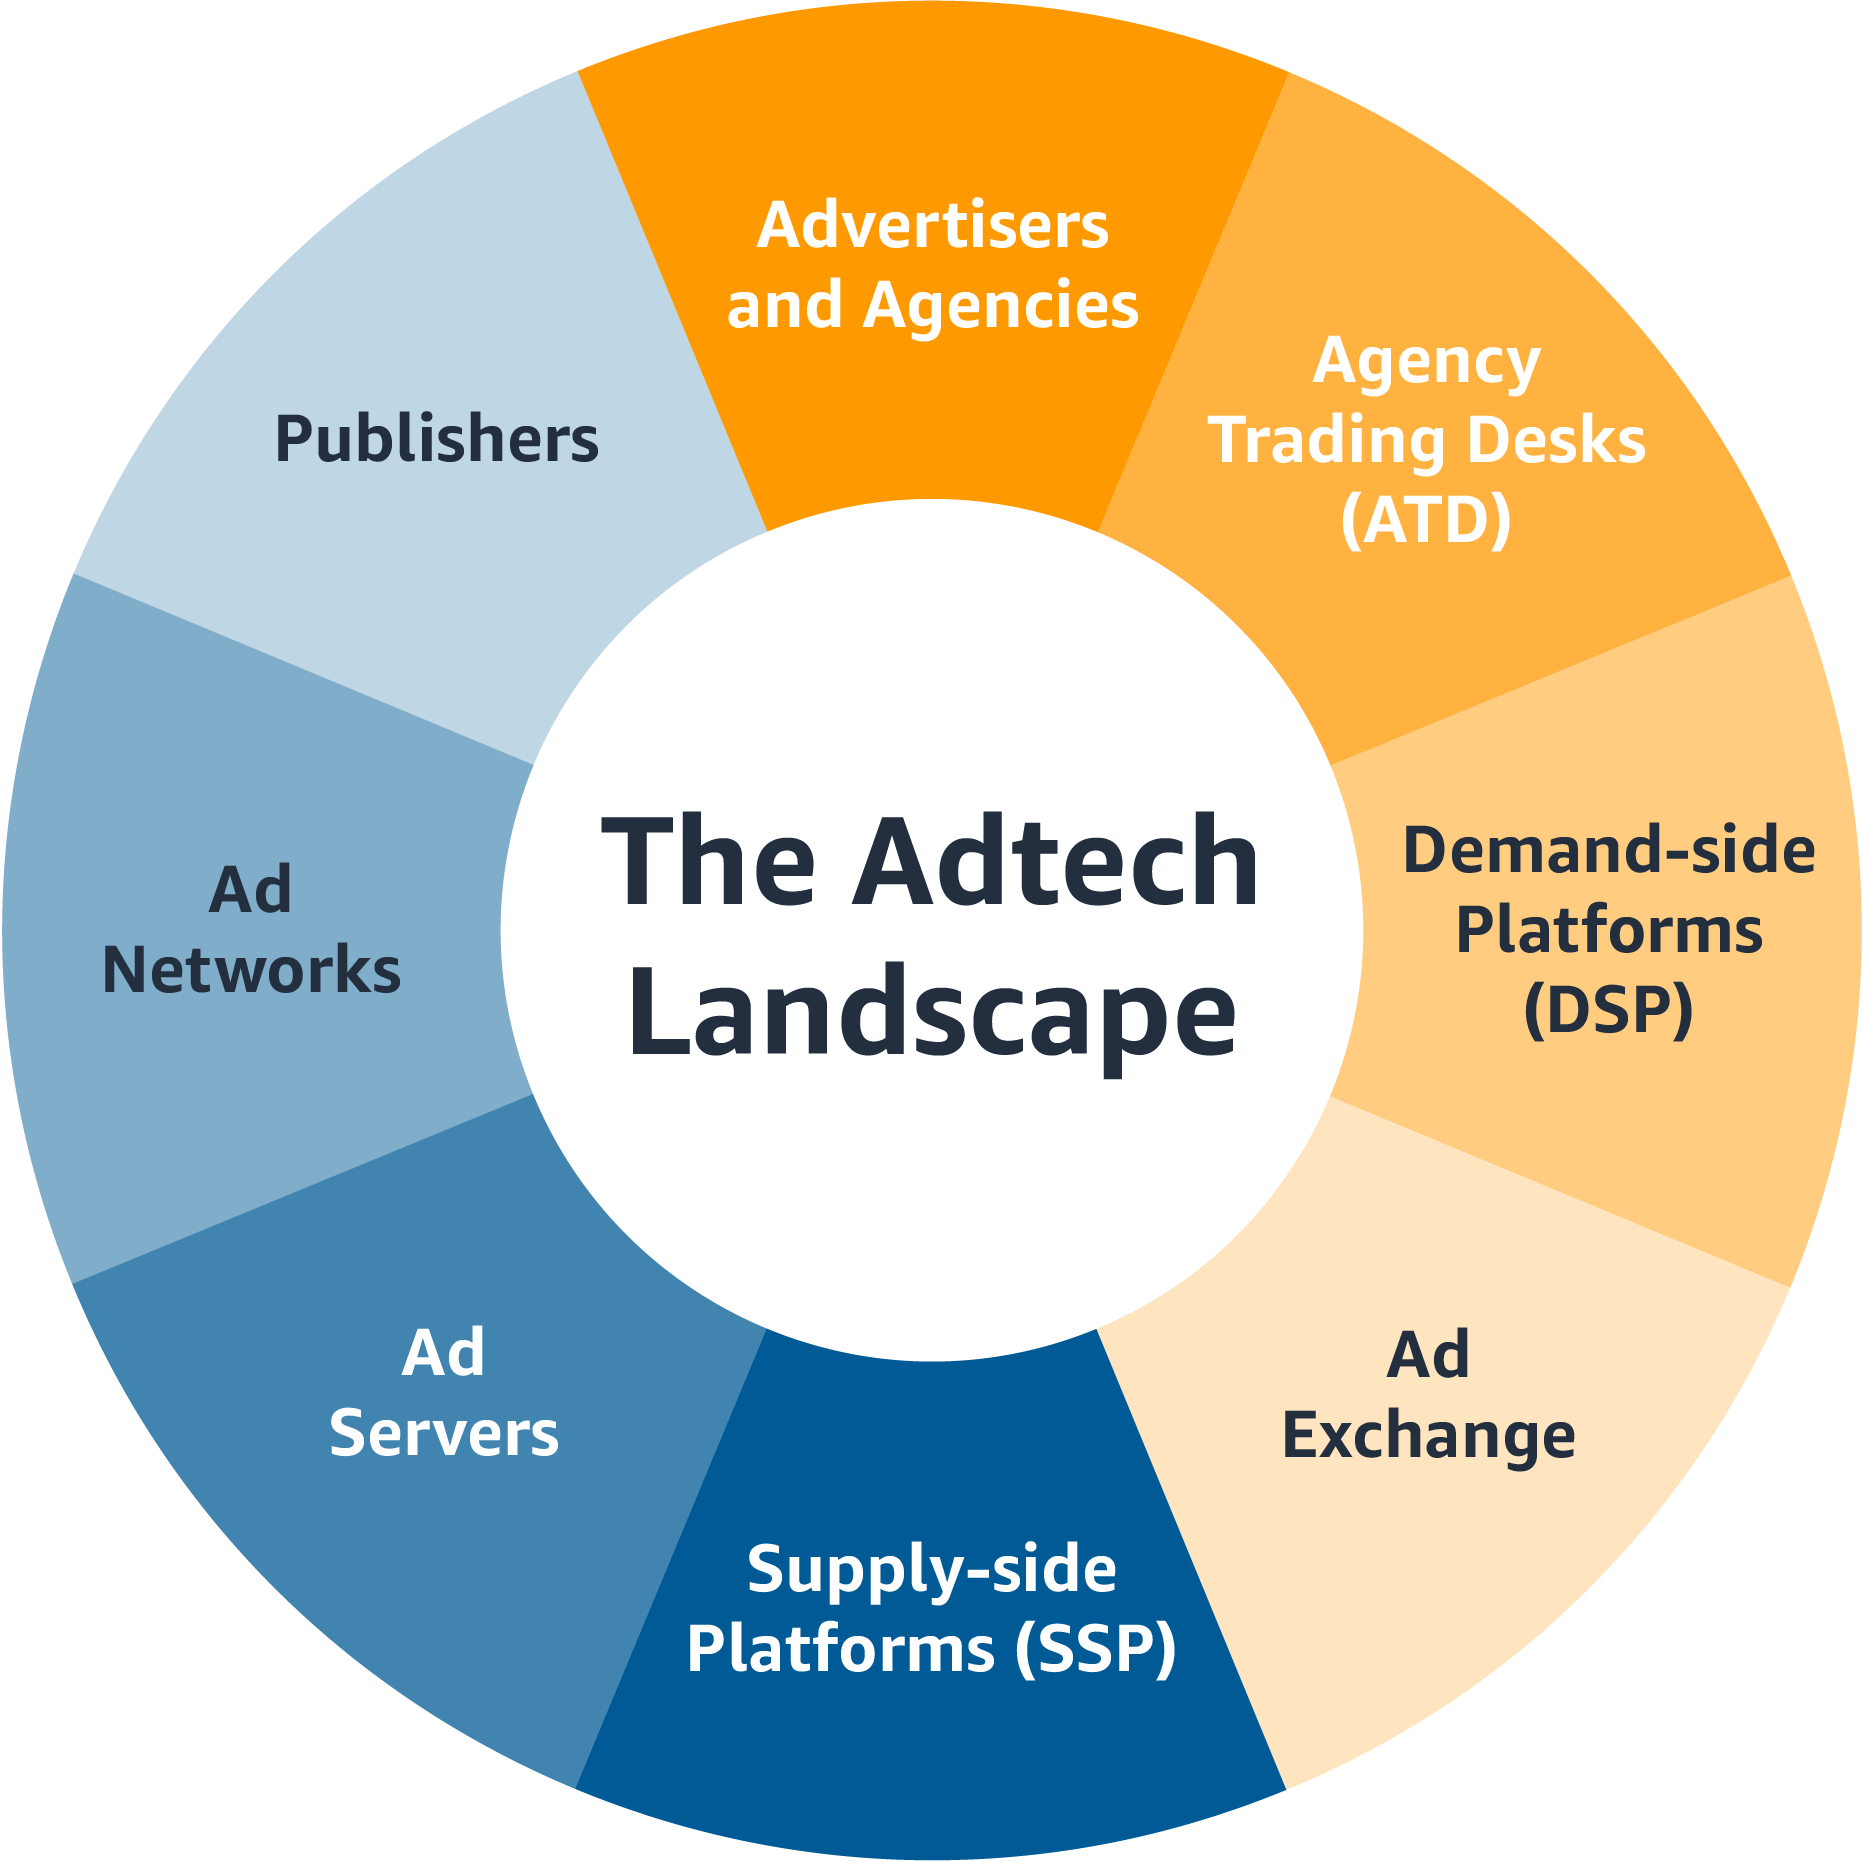 The Adtech
Landscape
Advertisers
and Agencies
Agency
Trading Desks
(ATD)
Demand-side
Platforms
(DSP)
Ad
Exchange
Supply-side
Platforms (SSP)
Ad
Servers
Ad
Networks
Publishers